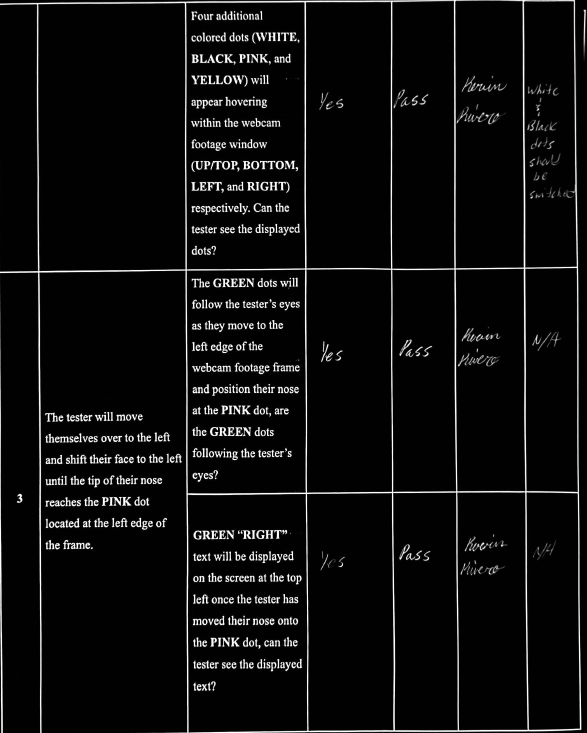 Four additional
colored dots (WHITE,
BLACK, PINK, and
YELLOW) will
appear hovering
within the webcam
footage window
(UP/TOP, BOTTOM,
LEFT, and RIGHT)
respectively. Can the
tester see the displayed
dots?
Yes
Pass
Kevin
Rivero
White
&
Black
dots
should
be
switched
3
The tester will move
themselves over to the left
and shift their face to the left
until the tip of their nose
reaches the PINK dot
located at the left edge of
the frame.
The GREEN dots will
follow the tester's eyes
as they move to the
left edge of the
webcam footage frame
and position their nose
at the PINK dot, are
the GREEN dots
following the tester's
eyes?
Yes
Pass
Kevin
Rivero
N/A
GREEN “RIGHT”
text will be displayed
on the screen at the top
left once the tester has
moved their nose onto
the PINK dot, can the
tester see the displayed
text?
Yes
Pass
Kevin
Rivero
N/A